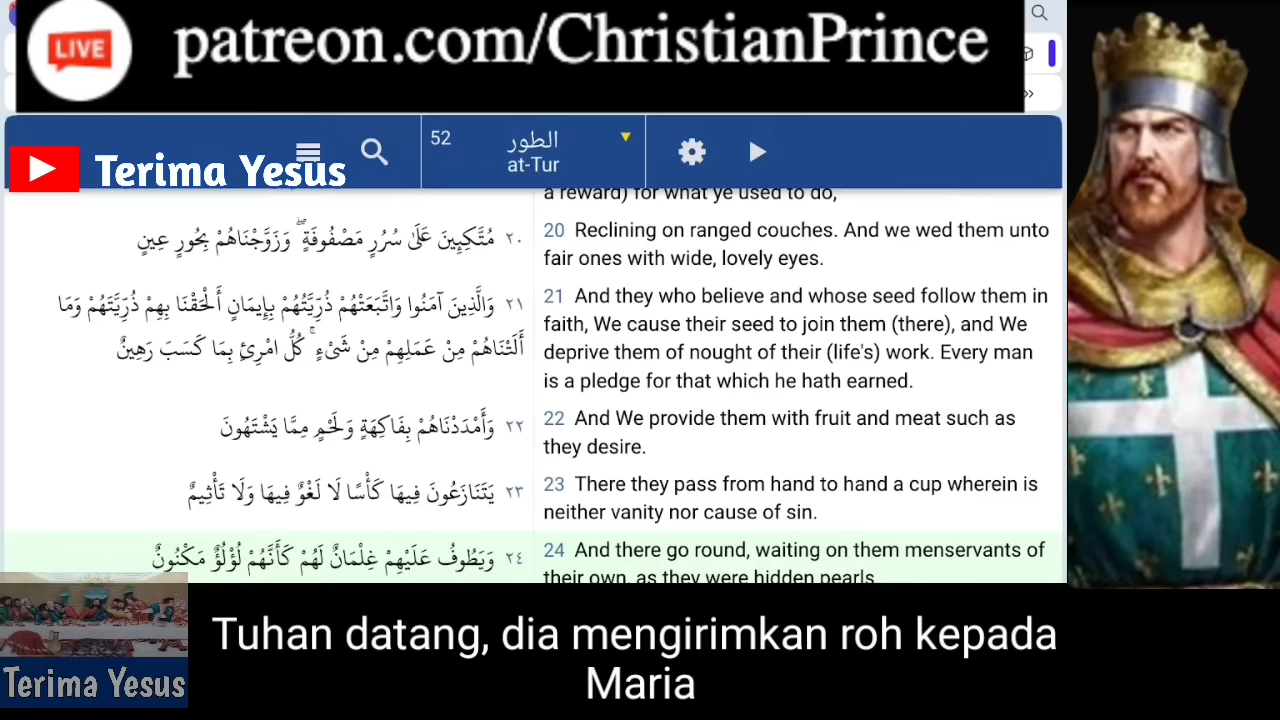 LIVE
patreon.com/ChristianPrince
Terima Yesus
52
الطور
at-Tur
a reward) for what ye used to do,
٢٠ مُتَّكِئِينَ عَلَىٰ سُرُرٍ مَصْفُوفَةٍ ۖ وَزَوَّجْنَاهُمْ بِحُورٍ عِينٍ
20 Reclining on ranged couches. And we wed them unto
fair ones with wide, lovely eyes.
٢١ وَالَّذِينَ آمَنُوا وَاتَّبَعَتْهُمْ ذُرِّيَّتُهُمْ بِإِيمَانٍ أَلْحَقْنَا بِهِمْ ذُرِّيَّتَهُمْ وَمَا
أَلَتْنَاهُمْ مِنْ عَمَلِهِمْ مِنْ شَيْءٍ ۚ كُلُّ امْرِئٍ بِمَا كَسَبَ رَهِينٌ
21 And they who believe and whose seed follow them in
faith, We cause their seed to join them (there), and We
deprive them of nought of their (life's) work. Every man
is a pledge for that which he hath earned.
٢٢ وَأَمْدَدْنَاهُمْ بِفَاكِهَةٍ وَلَحْمٍ مِمَّا يَشْتَهُونَ
22 And We provide them with fruit and meat such as
they desire.
٢٣ يَتَنَازَعُونَ فِيهَا كَأْسًا لَا لَغْوٌ فِيهَا وَلَا تَأْثِيمٌ
23 There they pass from hand to hand a cup wherein is
neither vanity nor cause of sin.
٢٤ وَيَطُوفُ عَلَيْهِمْ غِلْمَانٌ لَهُمْ كَأَنَّهُمْ لُؤْلُؤٌ مَكْنُونٌ
24 And there go round, waiting on them menservants of
their own, as they were hidden pearls.
Tuhan datang, dia mengirimkan roh kepada
Maria
Terima Yesus